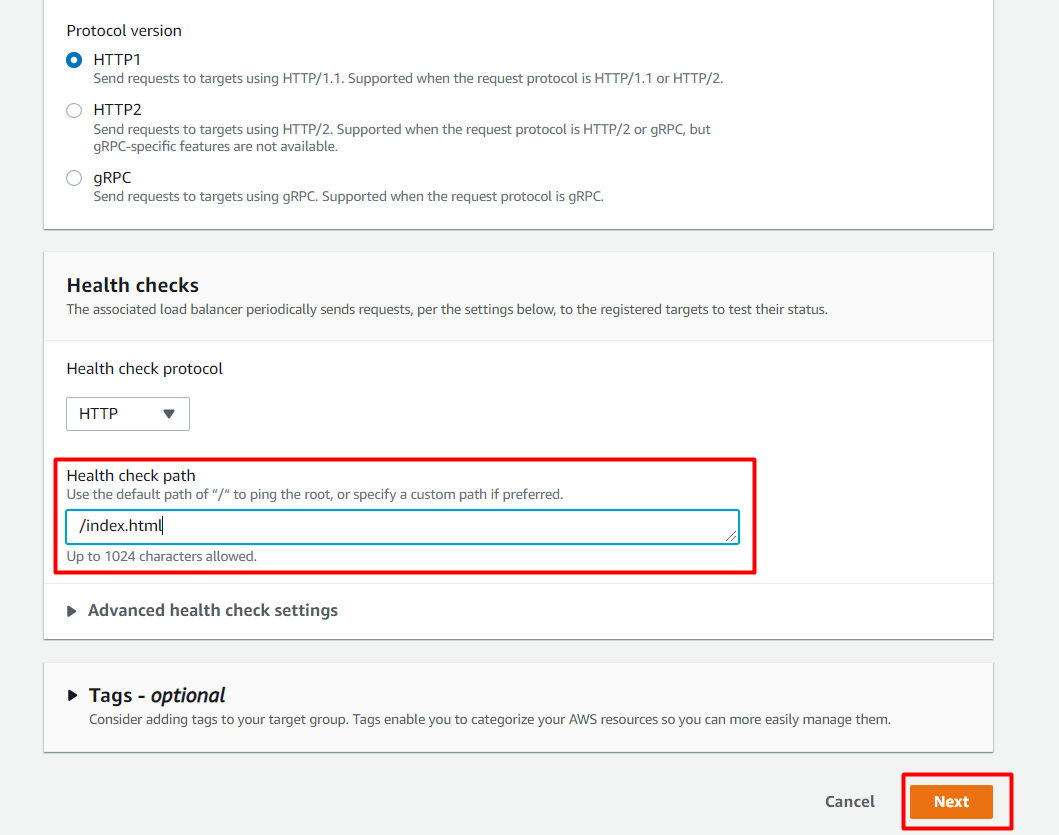 Protocol version
HTTP1
Send requests to targets using HTTP/1.1. Supported when the request protocol is HTTP/1.1 or HTTP/2.
HTTP2
Send requests to targets using HTTP/2. Supported when the request protocol is HTTP/2 or gRPC, but
gRPC-specific features are not available.
gRPC
Send requests to targets using gRPC. Supported when the request protocol is gRPC.
Health checks
The associated load balancer periodically sends requests, per the settings below, to the registered targets to test their status.
Health check protocol
HTTP
Health check path
Use the default path of “/“ to ping the root, or specify a custom path if preferred.
/index.html
Up to 1024 characters allowed.
Advanced health check settings
Tags - optional
Consider adding tags to your target group. Tags enable you to categorize your AWS resources so you can more easily manage them.
Cancel
Next